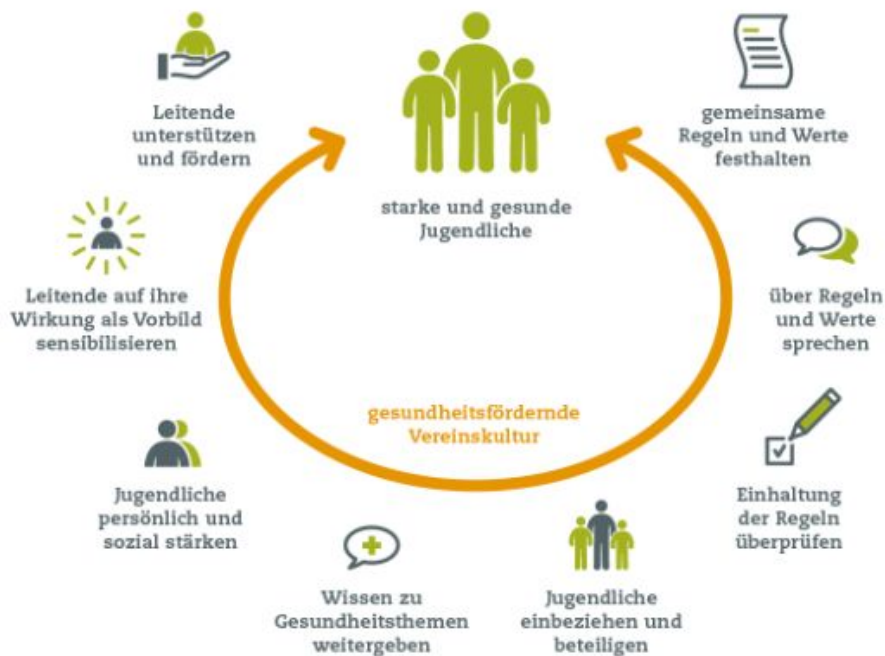 starke und gesunde
Jugendliche
gemeinsame
Regeln und Werte
festhalten
über Regeln
und Werte
sprechen
Einhaltung
der Regeln
überprüfen
Jugendliche
einbeziehen und
beteiligen
Wissen zu
Gesundheitsthemen
weitergeben
Jugendliche
persönlich und
sozial stärken
Leitende auf ihre
Wirkung als Vorbild
sensibilisieren
Leitende
unterstützen
und fördern
gesundheitsfördernde
Vereinskultur